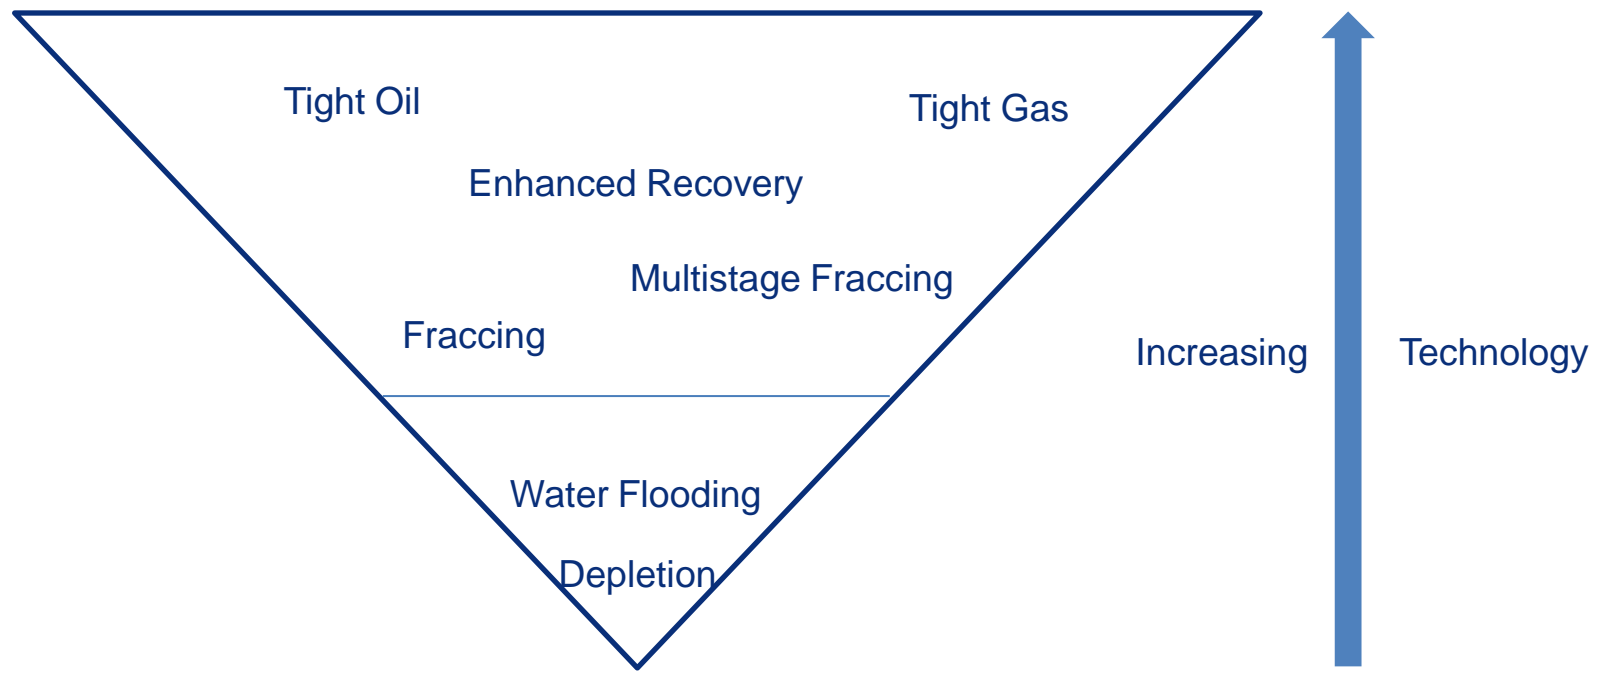 Tight Oil
Tight Gas
Enhanced Recovery
Multistage Fraccing
Fraccing
Increasing
Technology
Water Flooding
Depletion